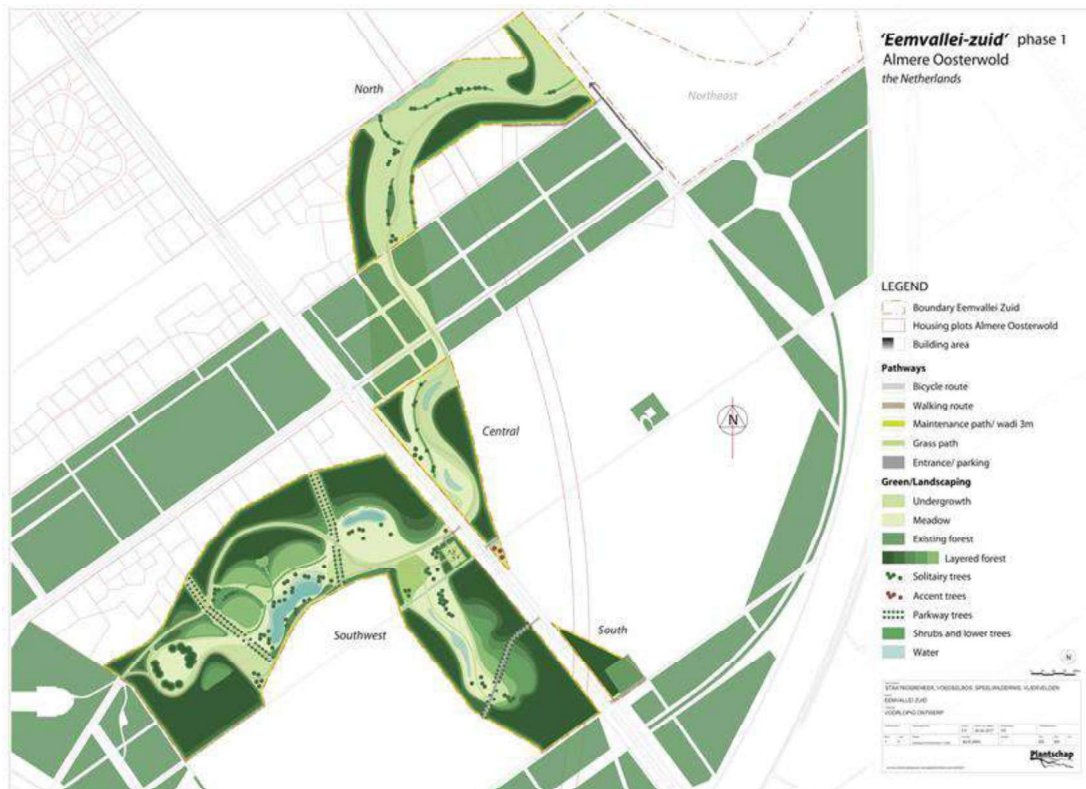 'Eemvallei-zuid' phase 1
Almere Oosterwold
the Netherlands
North
Northeast
Central
Southwest
South
N
LEGEND
Boundary Eemvallei Zuid
Housing plots Almere Oosterwold
Building area
Pathways
Bicycle route
Walking route
Maintenance path/ wadi 3m
Grass path
Entrance/ parking
Green/Landscaping
Undergrowth
Meadow
Existing forest
Layered forest
Solitairy trees
Accent trees
Parkway trees
Shrubs and lower trees
Water
N
EEMVALLEI ZUID
VOORLOPIG ONTWERP
Plantschap